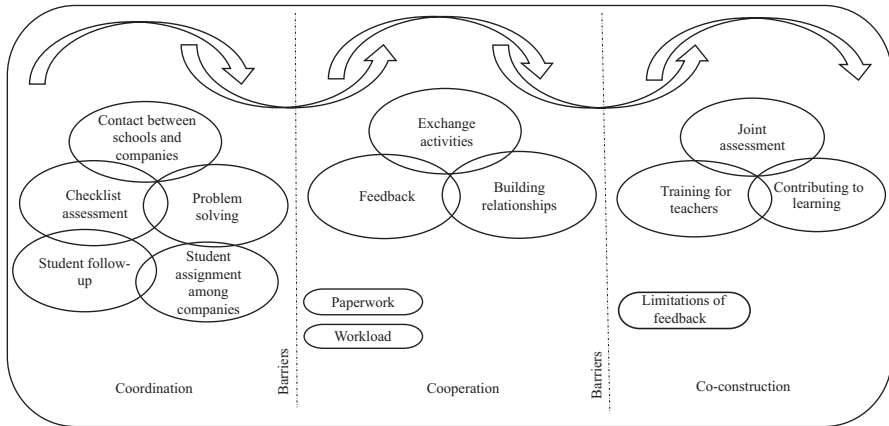 Contact between
schools and
companies
Checklist
assessment
Problem
solving
Student follow-
up
Student
assignment
among
companies
Coordination
Barriers
Exchange
activities
Feedback
Building
relationships
Paperwork
Workload
Cooperation
Barriers
Joint
assessment
Training for
teachers
Contributing to
learning
Limitations of
feedback
Co-construction